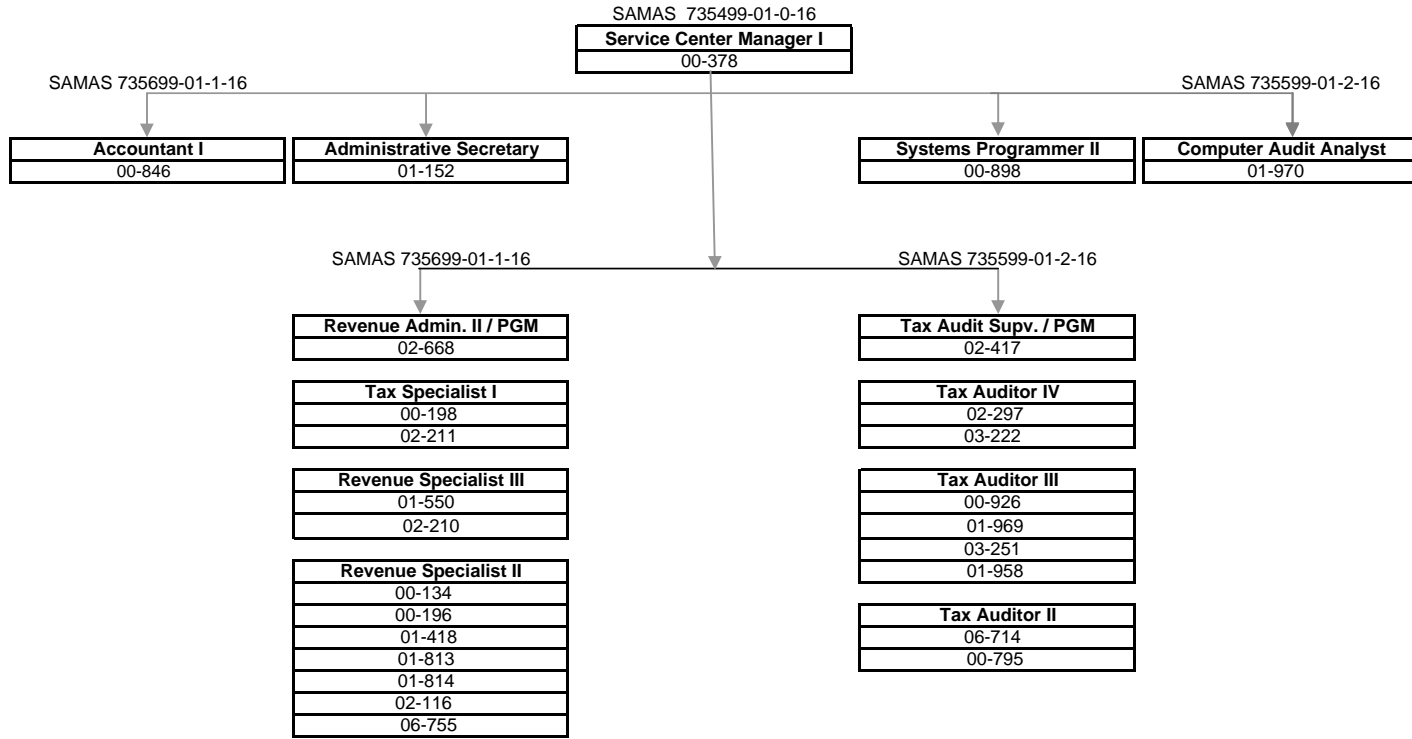 SAMAS 735499-01-0-16
Service Center Manager I
00-378
SAMAS 735699-01-1-16
SAMAS 735599-01-2-16
Accountant I
00-846
Administrative Secretary
01-152
Systems Programmer II
00-898
Computer Audit Analyst
01-970
SAMAS 735699-01-1-16
SAMAS 735599-01-2-16
Revenue Admin. II / PGM
02-668
Tax Specialist I
00-198
02-211
Revenue Specialist III
01-550
02-210
Revenue Specialist II
00-134
00-196
01-418
01-813
01-814
02-116
06-755
Tax Audit Supv. / PGM
02-417
Tax Auditor IV
02-297
03-222
Tax Auditor III
00-926
01-969
03-251
01-958
Tax Auditor II
06-714
00-795